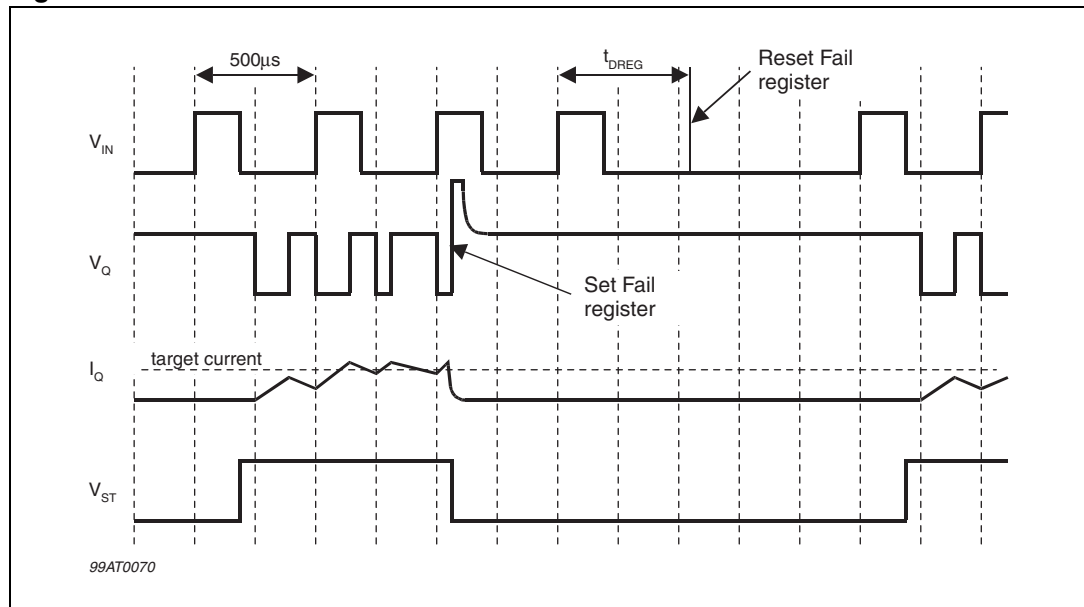 500µs
t_DREG
Reset Fail
register
V_IN
V_Q
Set Fail
register
target current
I_Q
V_ST
99AT0070